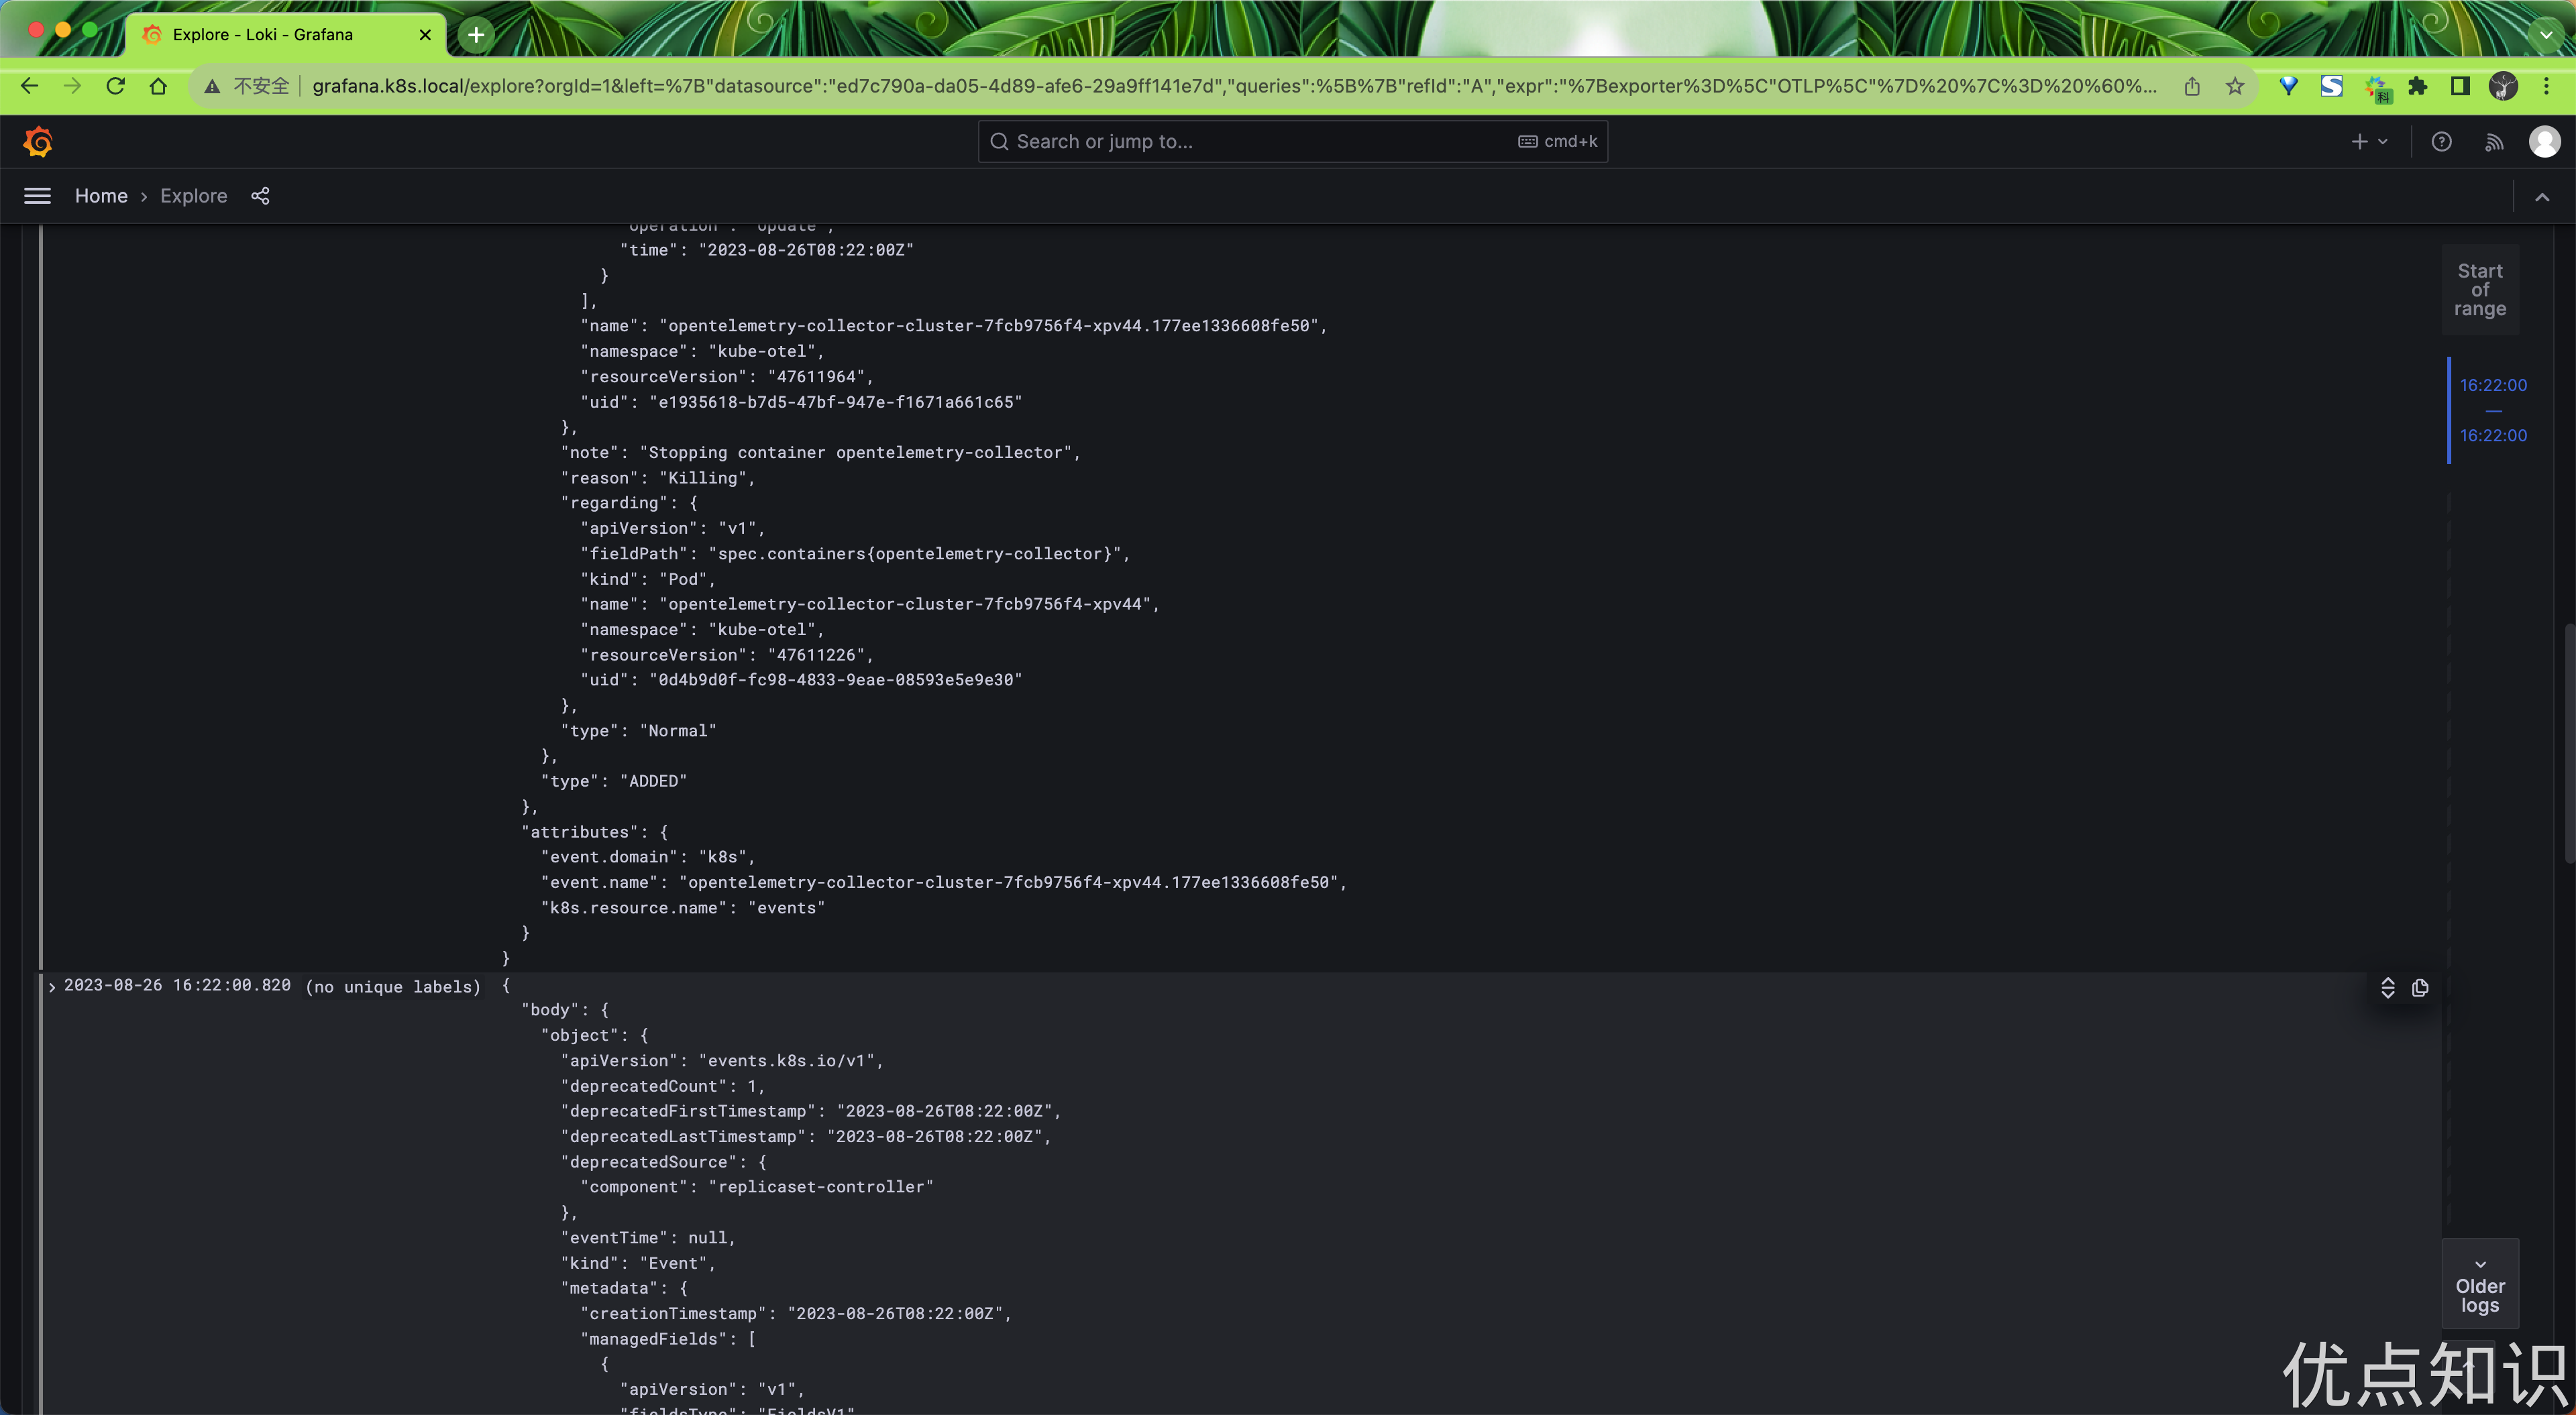 Explore - Loki - Grafana
不安全
grafana.k8s.local/explore?orgId=1&left=%7B"datasource":"ed7c790a-da05-4d89-afe6-29a9ff141e7d","queries":%5B%7B"refId":"A","expr":"%7Bexporter%3D%5C"OTLP%5C"%7D%20%7C%3D%20%60%...
科
Search or jump to...
cmd+k
Home › Explore
"operation": "Update",
"time": "2023-08-26T08:22:00Z"
}
],
"name": "opentelemetry-collector-cluster-7fcb9756f4-xpv44.177ee1336608fe50",
"namespace": "kube-otel",
"resourceVersion": "47611964",
"uid": "e1935618-b7d5-47bf-947e-f1671a661c65"
},
"note": "Stopping container opentelemetry-collector",
"reason": "Killing",
"regarding": {
"apiVersion": "v1",
"fieldPath": "spec.containers{opentelemetry-collector}",
"kind": "Pod",
"name": "opentelemetry-collector-cluster-7fcb9756f4-xpv44",
"namespace": "kube-otel",
"resourceVersion": "47611226",
"uid": "0d4b9d0f-fc98-4833-9eae-08593e5e9e30"
},
"type": "Normal"
},
"type": "ADDED"
},
"attributes": {
"event.domain": "k8s",
"event.name": "opentelemetry-collector-cluster-7fcb9756f4-xpv44.177ee1336608fe50",
"k8s.resource.name": "events"
}
}
2023-08-26 16:22:00.820 (no unique labels) {
"body": {
"object": {
"apiVersion": "events.k8s.io/v1",
"deprecatedCount": 1,
"deprecatedFirstTimestamp": "2023-08-26T08:22:00Z",
"deprecatedLastTimestamp": "2023-08-26T08:22:00Z",
"deprecatedSource": {
"component": "replicaset-controller"
},
"eventTime": null,
"kind": "Event",
"metadata": {
"creationTimestamp": "2023-08-26T08:22:00Z",
"managedFields": [
{
"apiVersion": "v1",
"fieldsType": "FieldsV1",
Start
of
range
16:22:00
—
16:22:00
Older
logs
优点知识